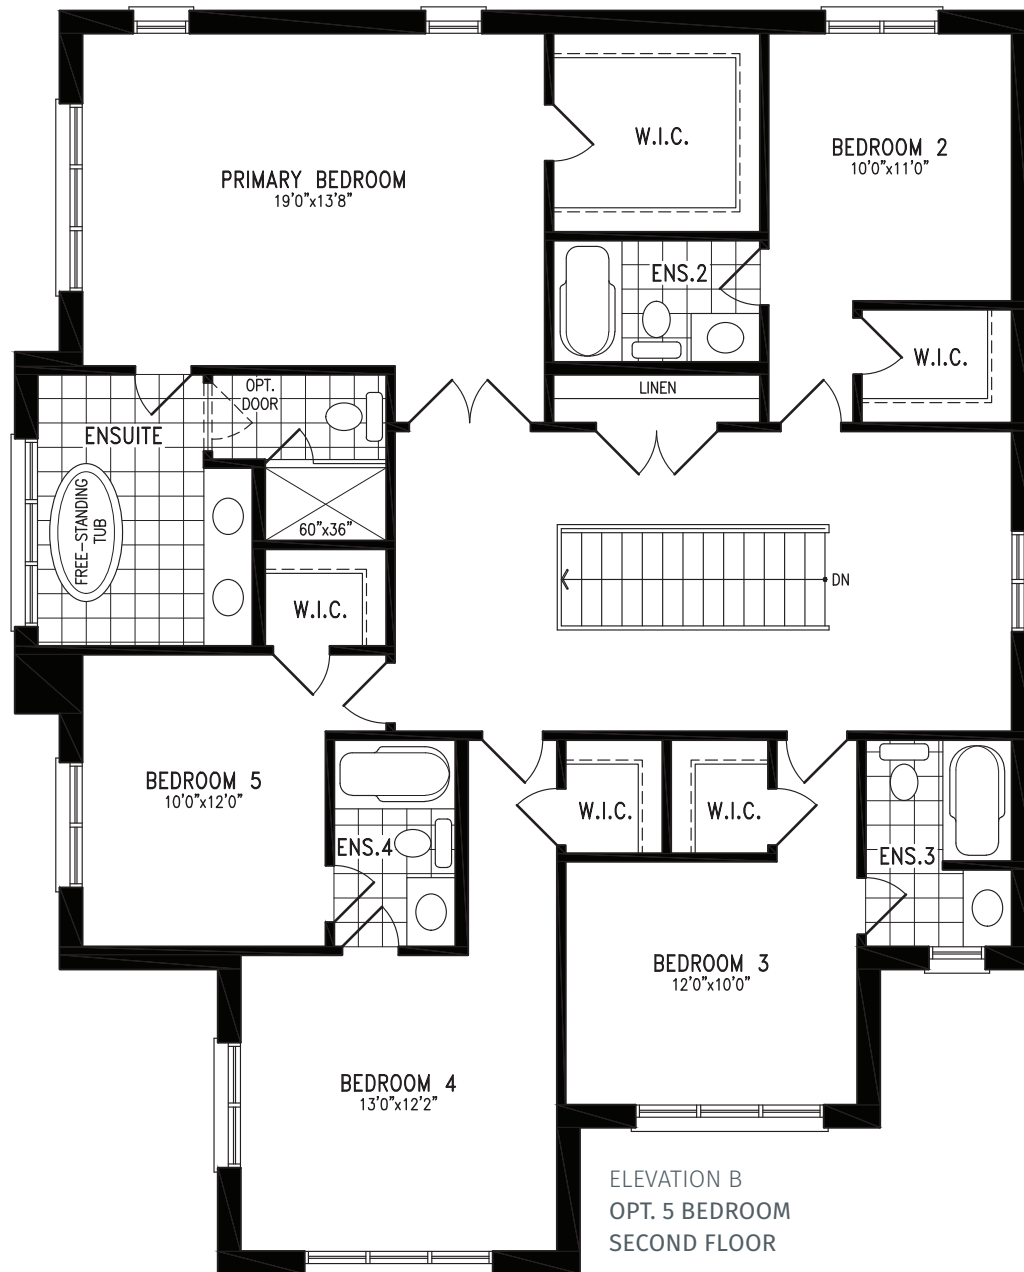 W.I.C.
BEDROOM 2
10'0"x11'0"
PRIMARY BEDROOM
19'0"x13'8"
ENS.2
W.I.C.
LINEN
OPT.
DOOR
ENSUITE
FREE-STANDING
TUB
60"x36"
DN
W.I.C.
BEDROOM 5
10'0"x12'0"
W.I.C.
W.I.C.
ENS.4
ENS.3
BEDROOM 3
12'0"x10'0"
BEDROOM 4
13'0"x12'2"
ELEVATION B
OPT. 5 BEDROOM
SECOND FLOOR